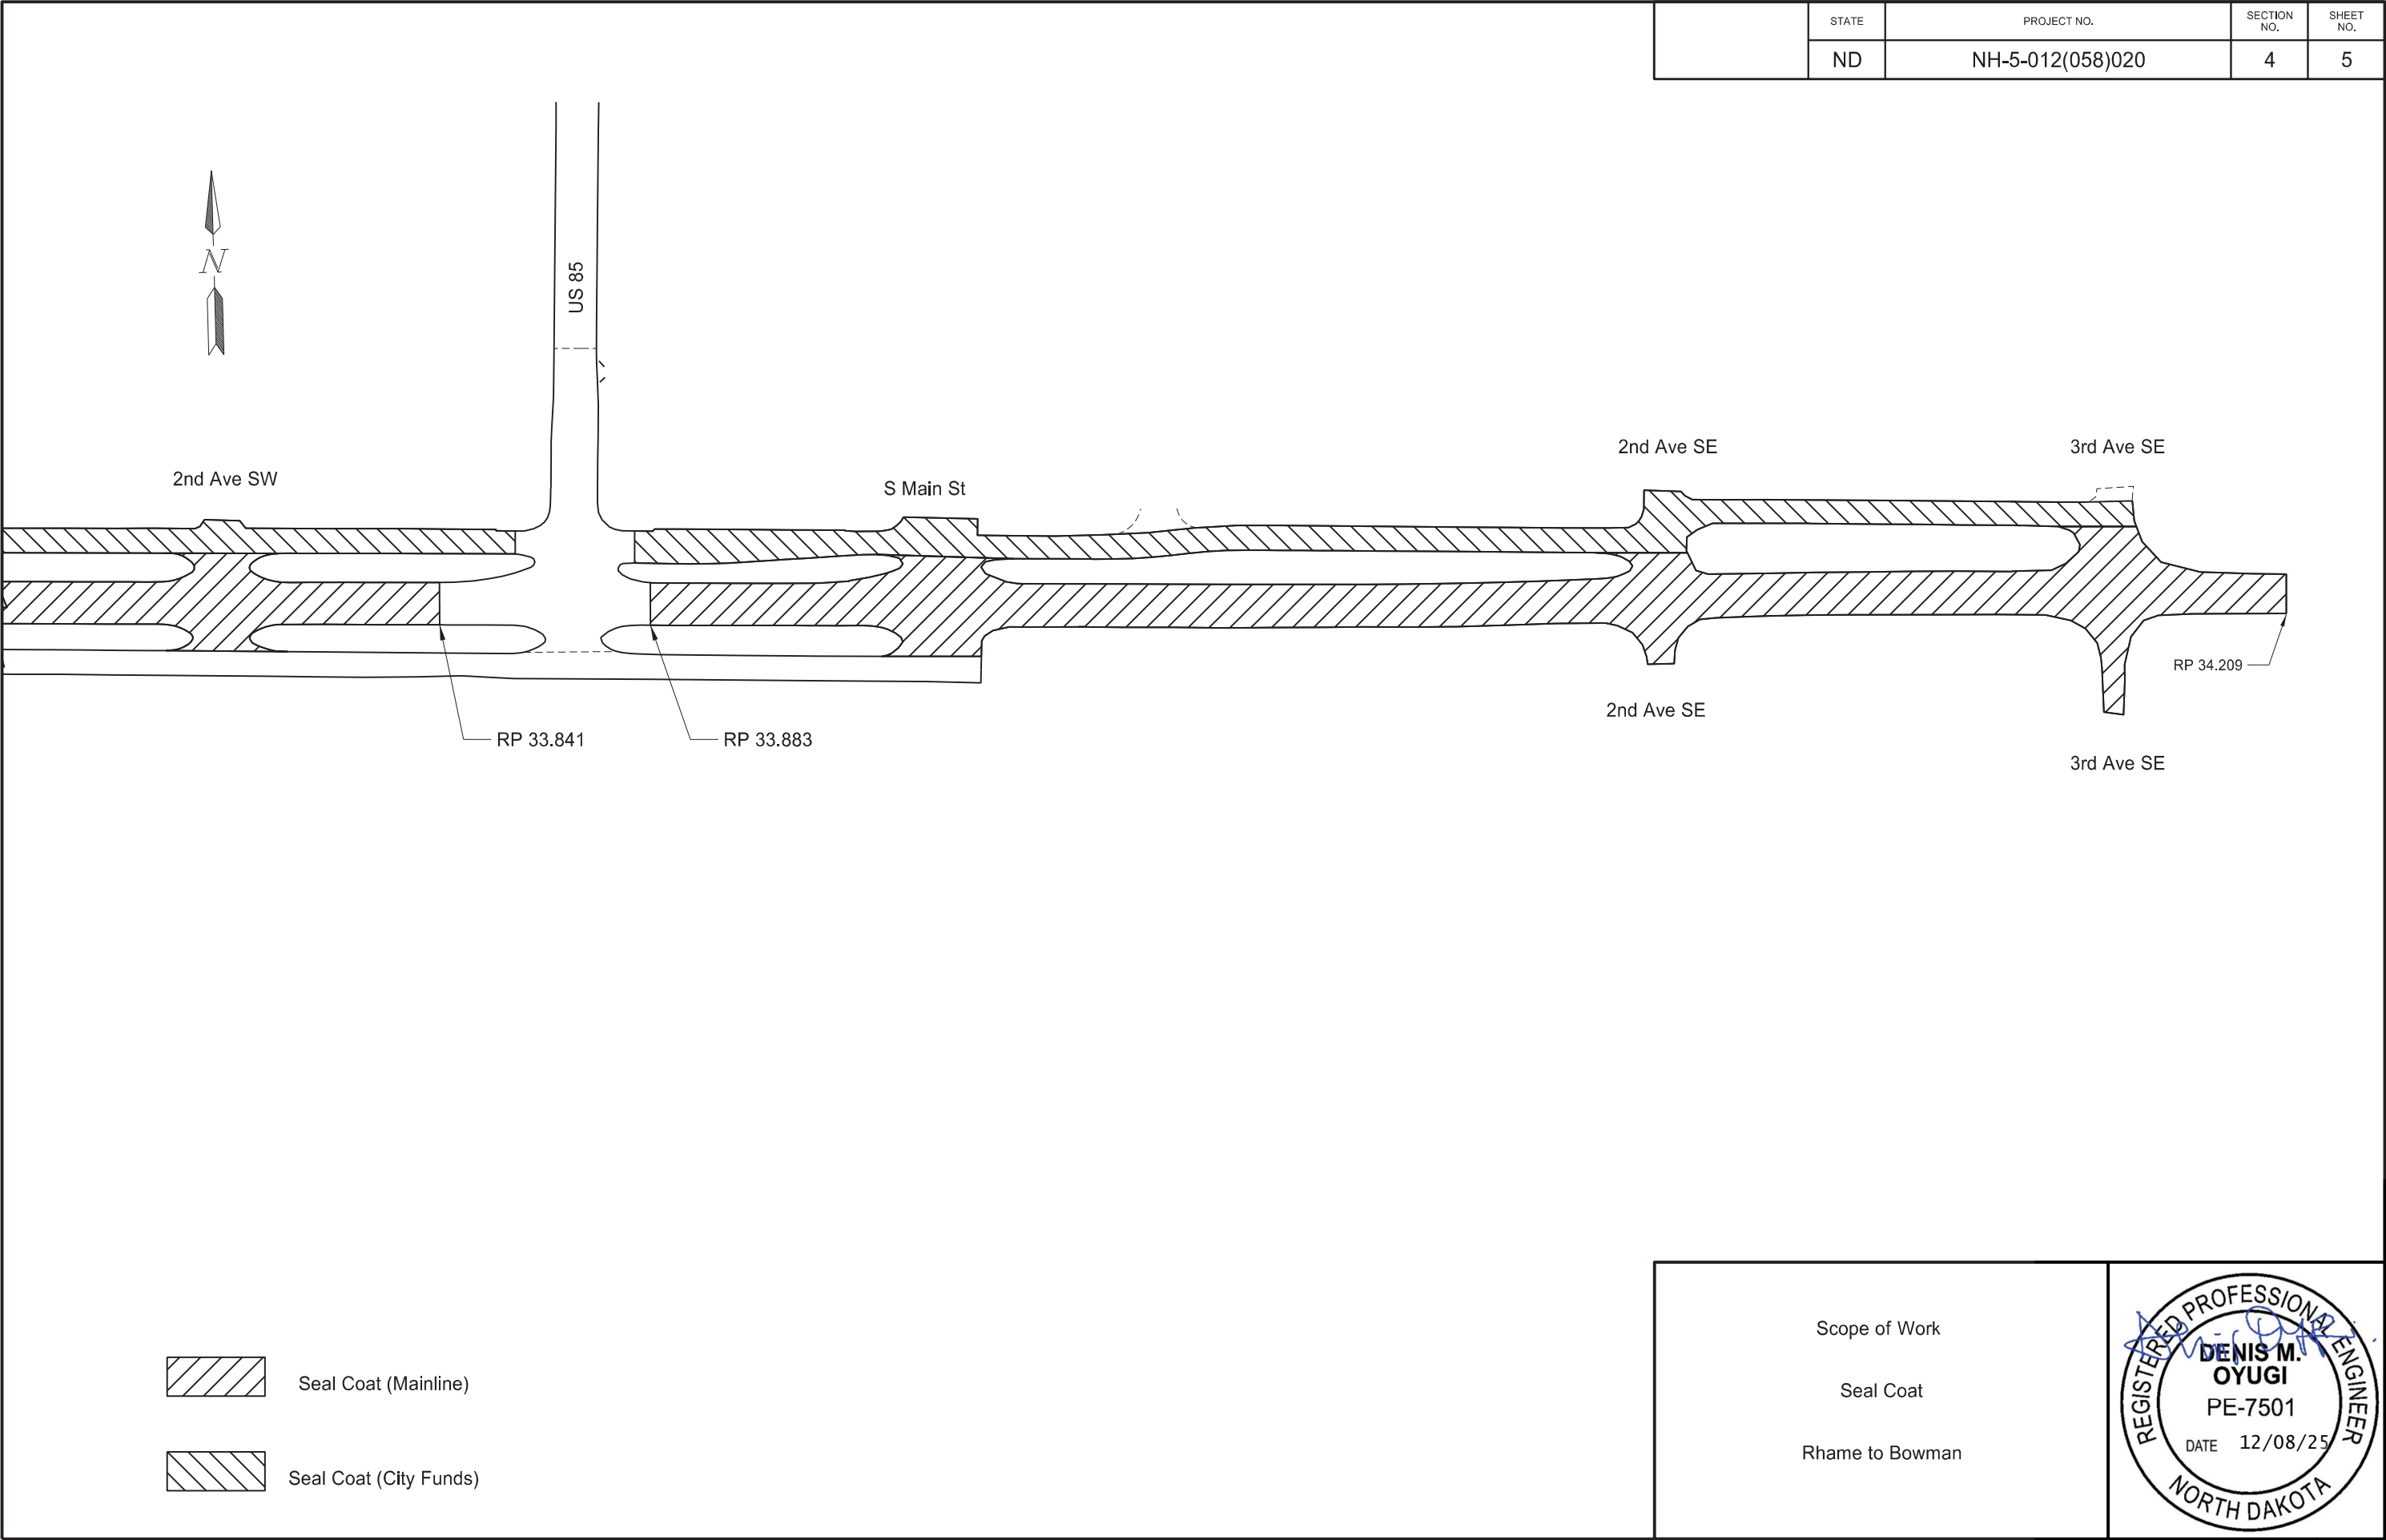 STATE
PROJECT NO.
SECTION
NO.
SHEET
NO.
ND
NH-5-012(058)020
4
5
N
US 85
2nd Ave SW
S Main St
2nd Ave SE
3rd Ave SE
RP 34.209
2nd Ave SE
RP 33.841
RP 33.883
3rd Ave SE
Seal Coat (Mainline)
Seal Coat (City Funds)
Scope of Work
Seal Coat
Rhame to Bowman
REGISTERED PROFESSIONAL ENGINEER
DENIS M.
OYUGI
PE-7501
DATE 12/08/25
NORTH DAKOTA